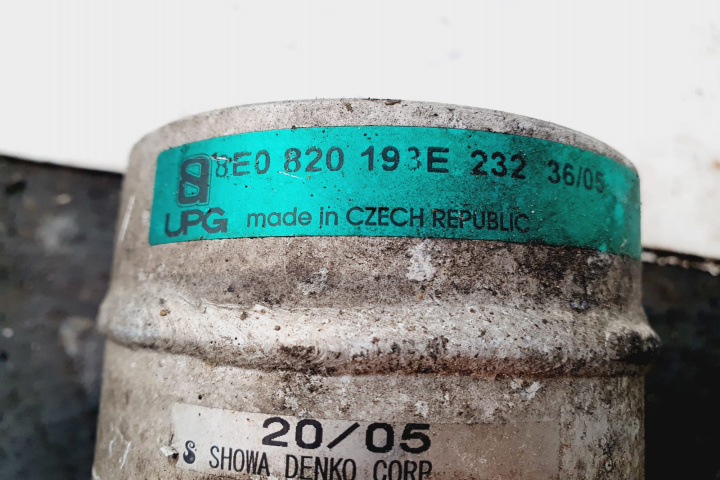 8E0 820 193E 232 36/05
UPG made in CZECH REPUBLIC
20/05
SHOWA DENKO CORP